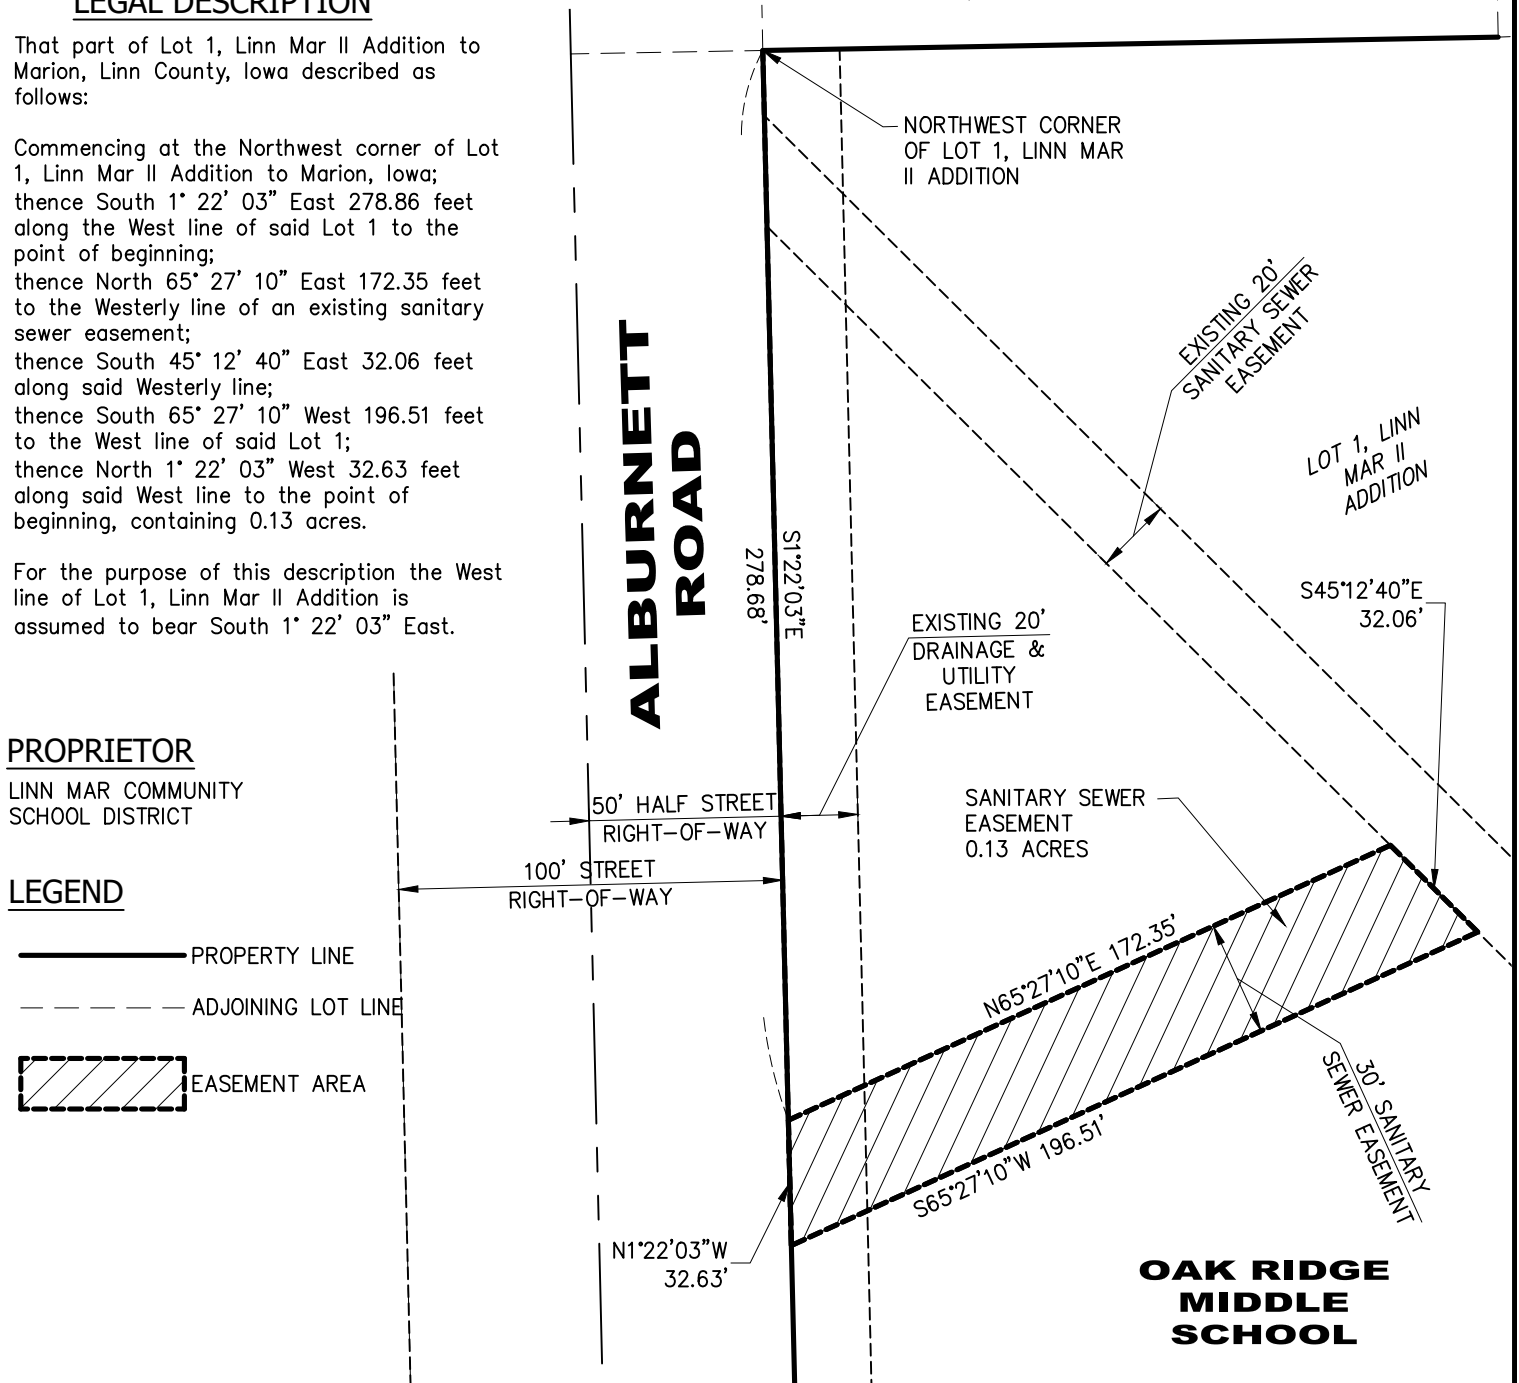 LEGAL DESCRIPTION
That part of Lot 1, Linn Mar II Addition to
Marion, Linn County, Iowa described as
follows:
Commencing at the Northwest corner of Lot
1, Linn Mar II Addition to Marion, Iowa;
thence South 1° 22' 03" East 278.86 feet
along the West line of said Lot 1 to the
point of beginning;
thence North 65° 27' 10" East 172.35 feet
to the Westerly line of an existing sanitary
sewer easement;
thence South 45° 12' 40" East 32.06 feet
along said Westerly line;
thence South 65° 27' 10" West 196.51 feet
to the West line of said Lot 1;
thence North 1° 22' 03" West 32.63 feet
along said West line to the point of
beginning, containing 0.13 acres.
For the purpose of this description the West
line of Lot 1, Linn Mar II Addition is
assumed to bear South 1° 22' 03" East.
PROPRIETOR
LINN MAR COMMUNITY
SCHOOL DISTRICT
LEGEND
PROPERTY LINE
ADJOINING LOT LINE
EASEMENT AREA
ALBURNETT
ROAD
NORTHWEST CORNER
OF LOT 1, LINN MAR
II ADDITION
EXISTING 20'
SANITARY SEWER
EASEMENT
LOT 1, LINN
MAR II
ADDITION
S1°22'03"E
278.68'
S45°12'40"E
32.06'
EXISTING 20'
DRAINAGE &
UTILITY
EASEMENT
50' HALF STREET
RIGHT-OF-WAY
100' STREET
RIGHT-OF-WAY
SANITARY SEWER
EASEMENT
0.13 ACRES
N65°27'10"E 172.35'
S65°27'10"W 196.51'
30' SANITARY
SEWER EASEMENT
N1°22'03"W
32.63'
OAK RIDGE
MIDDLE
SCHOOL